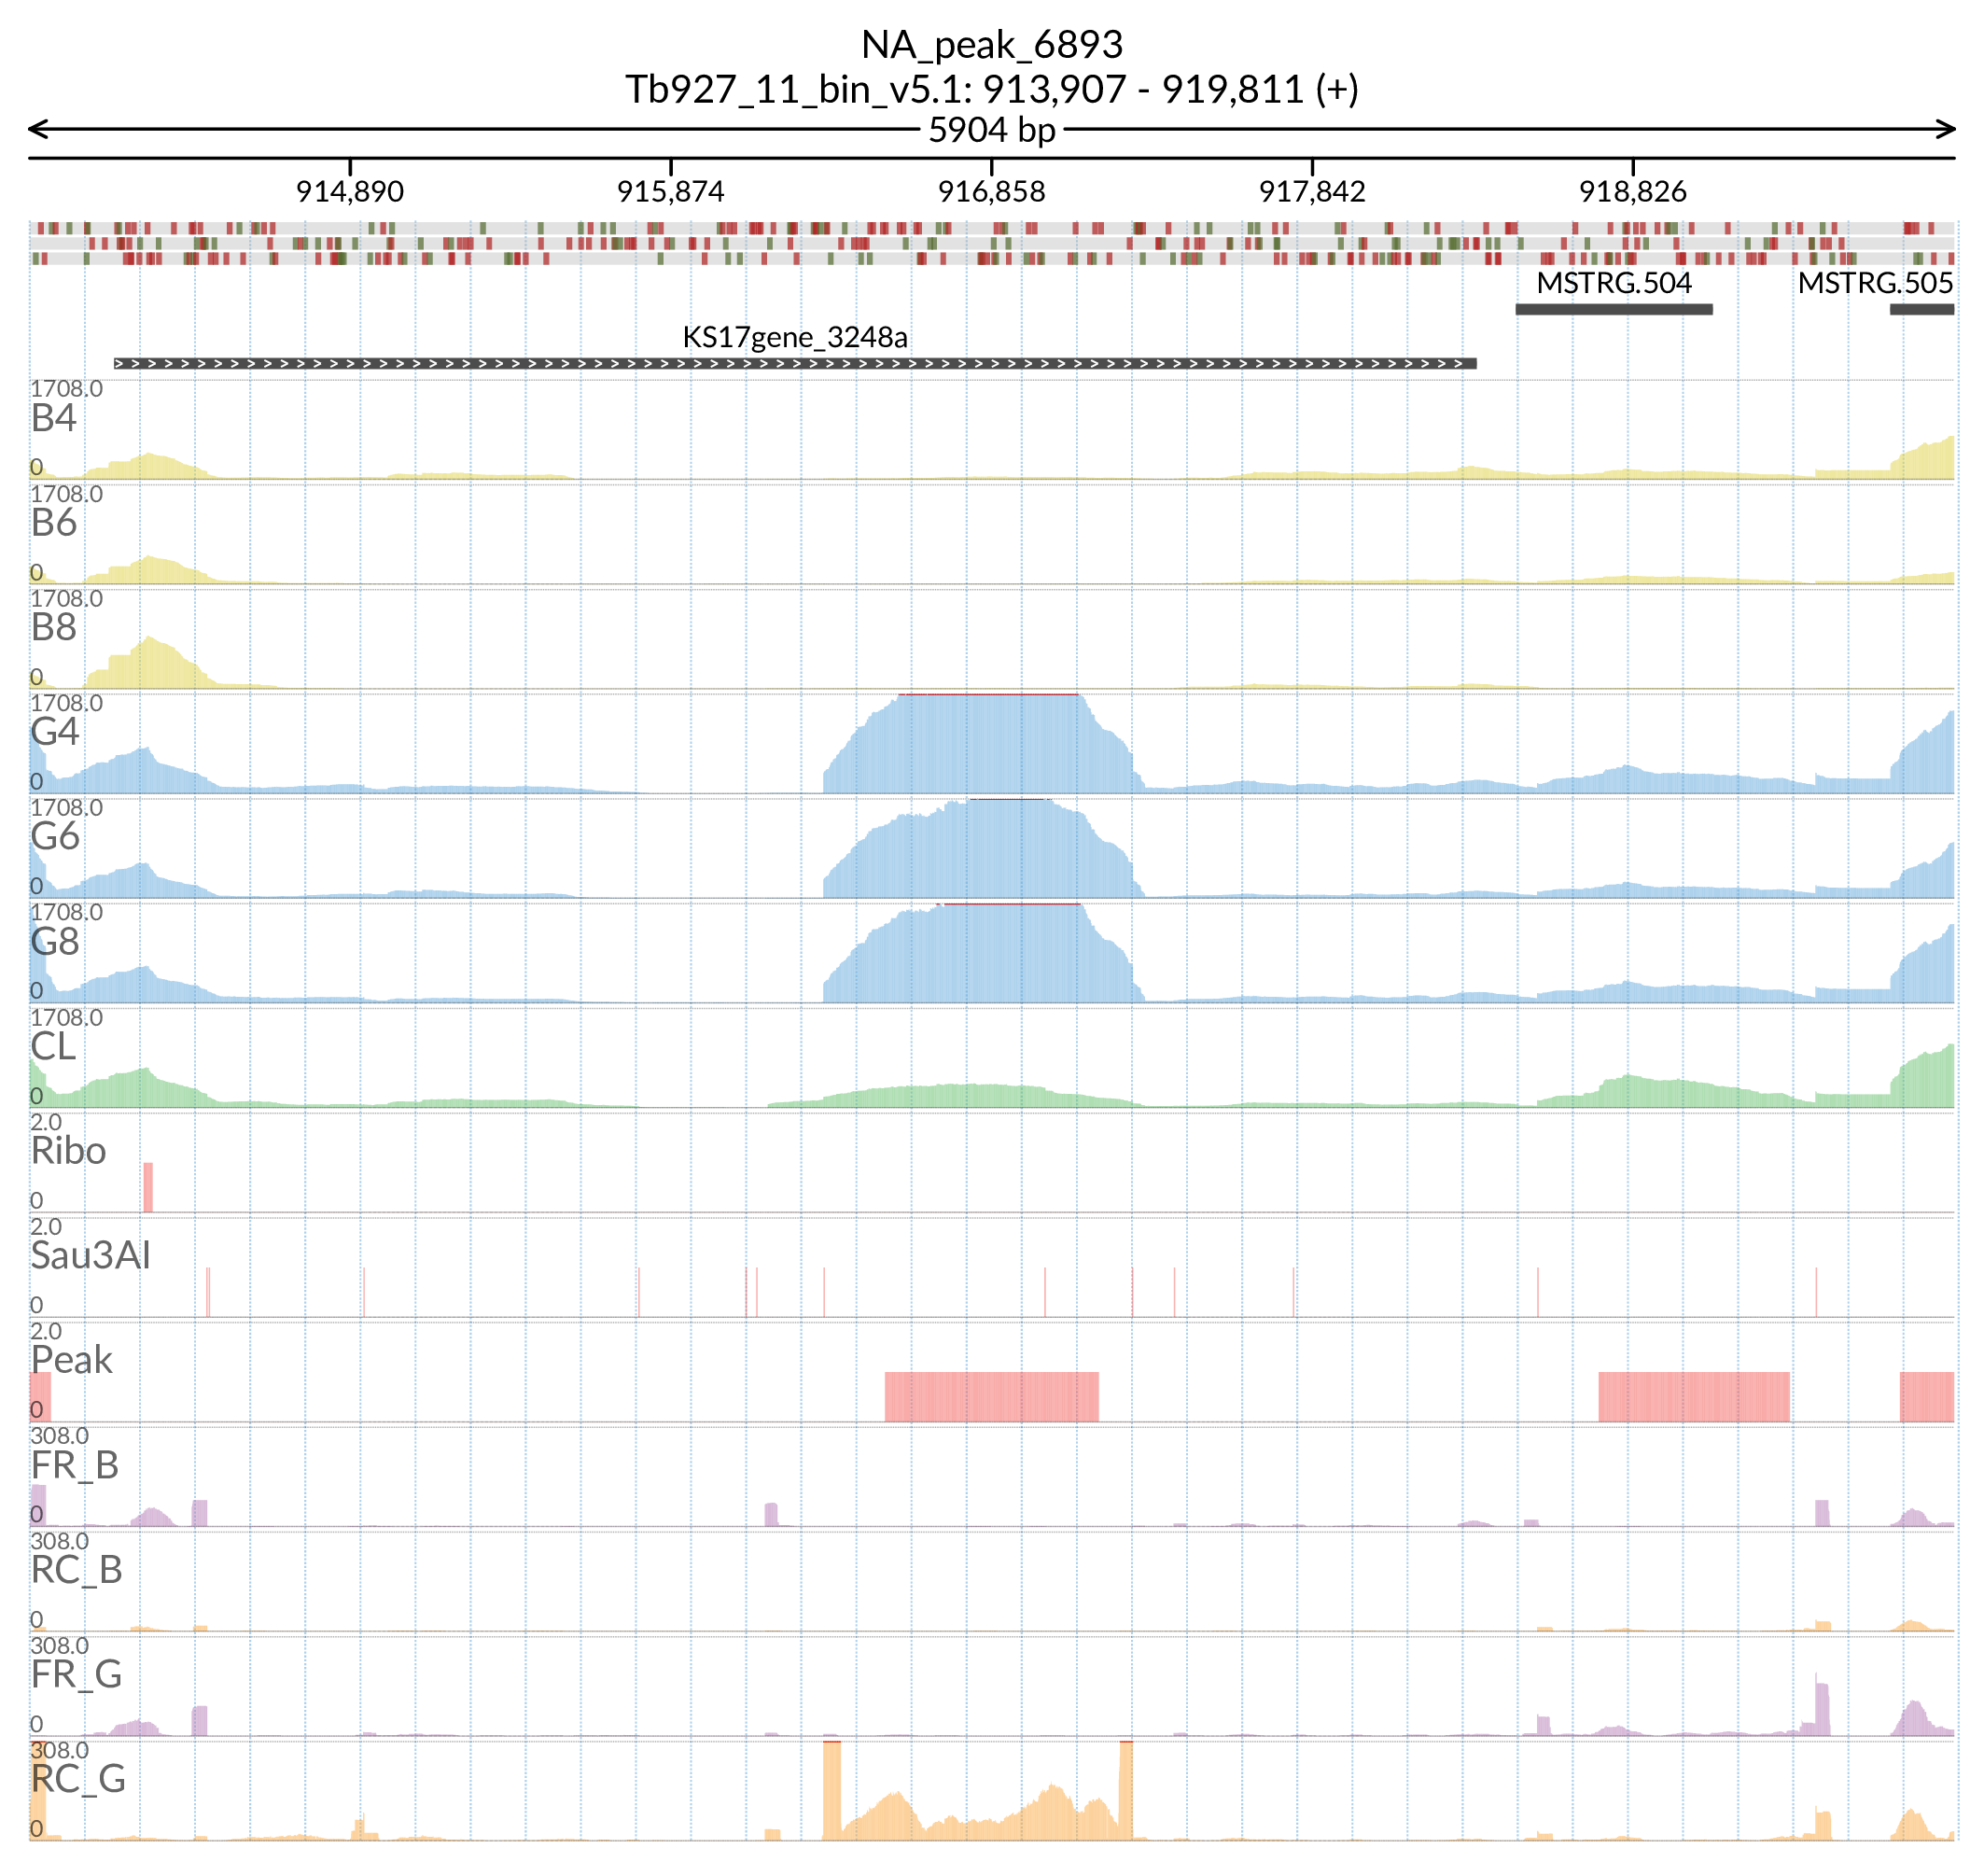 NA_peak_6893
Tb927_11_bin_v5.1: 913,907 - 919,811 (+)
5904 bp
914,890 915,874 916,858 917,842 918,826
MSTRG.504 MSTRG.505
KS17gene_3248a
1708.0
B4
0
1708.0
B6
0
1708.0
B8
0
1708.0
G4
0
1708.0
G6
0
1708.0
G8
0
1708.0
CL
0
2.0
Ribo
0
2.0
Sau3AI
0
2.0
Peak
0
308.0
FR_B
0
308.0
RC_B
0
308.0
FR_G
0
308.0
RC_G
0